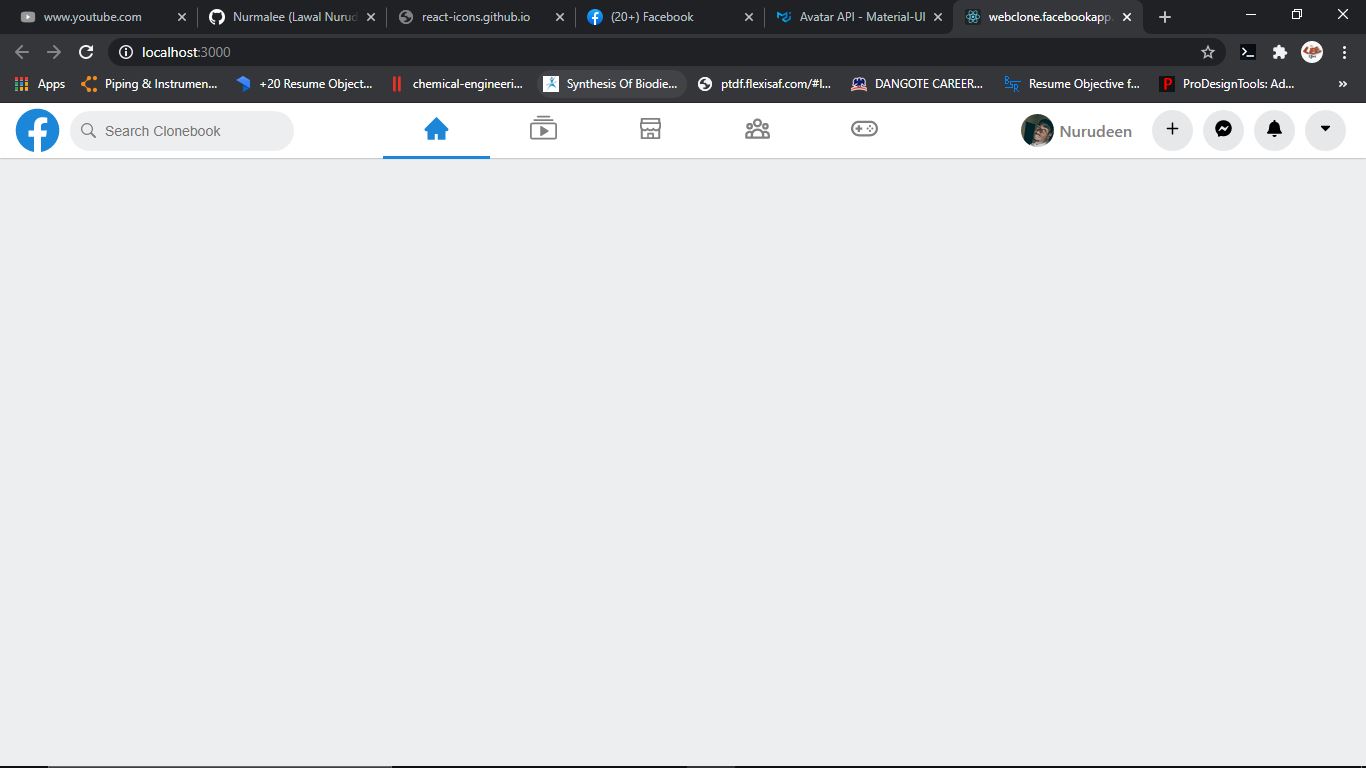 www.youtube.com
Nurmalee (Lawal Nurud
react-icons.github.io
(20+) Facebook
Avatar API - Material-UI
webclone.facebookapp.
localhost:3000
Apps
Piping & Instrumen...
+20 Resume Object...
chemical-engineeri...
Synthesis Of Biodie...
ptdf.flexisaf.com/#l...
DANGOTE CAREER...
Resume Objective f...
ProDesignTools: Ad...
Search Clonebook
Nurudeen